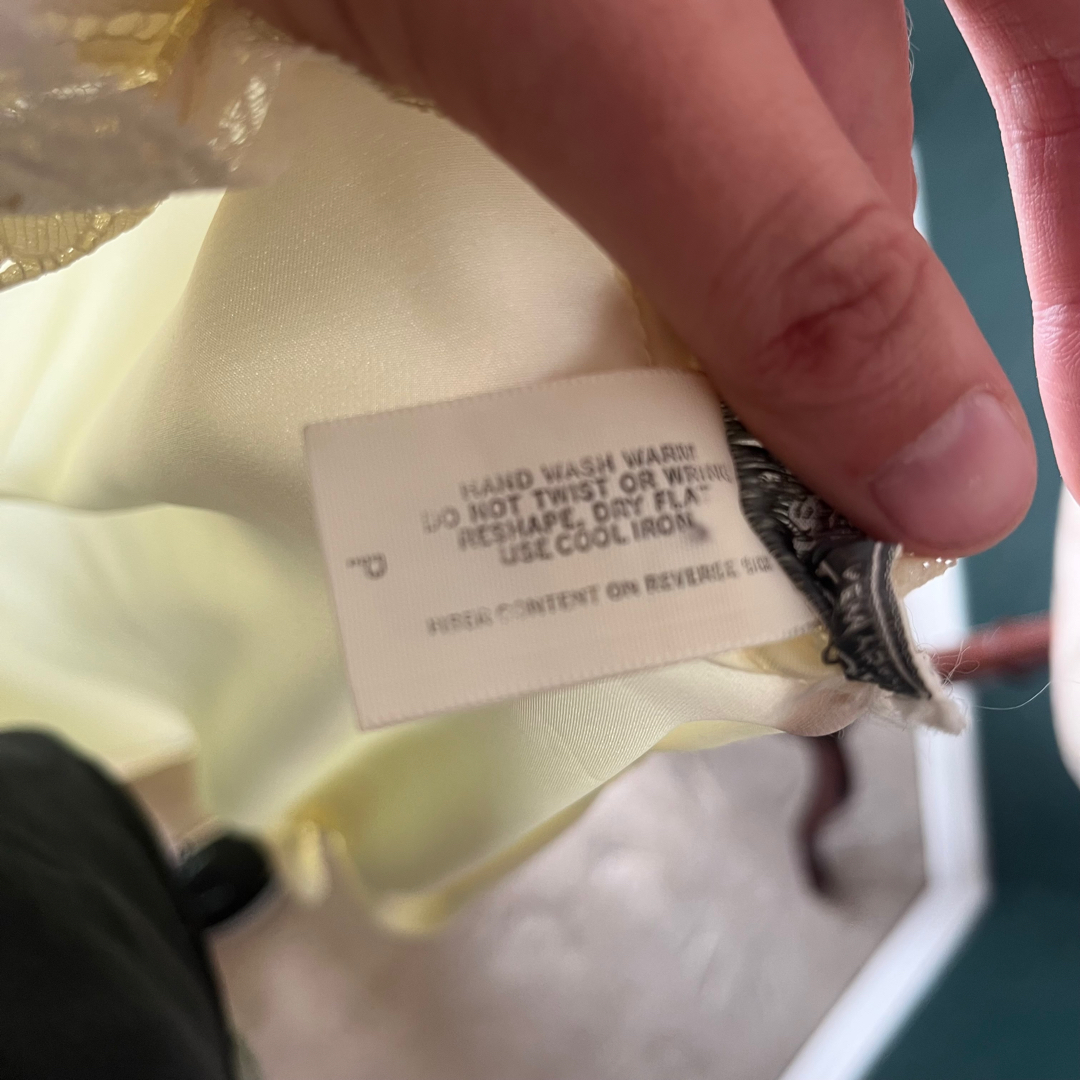 HAND WASH WARM
DO NOT TWIST OR WRING
RESHAPE, DRY FLAT
USE COOL IRON
FIBER CONTENT ON REVERSE SIDE